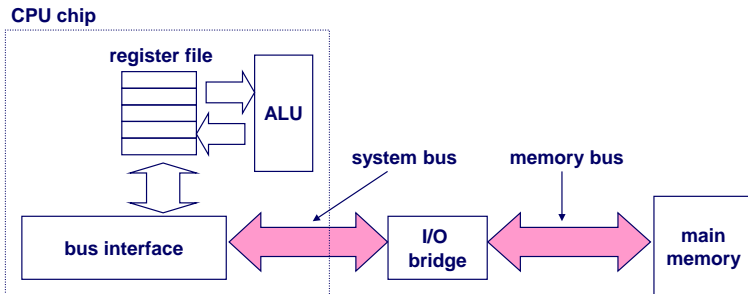 CPU chip
register file
ALU
system bus
memory bus
bus interface
I/O
bridge
main
memory